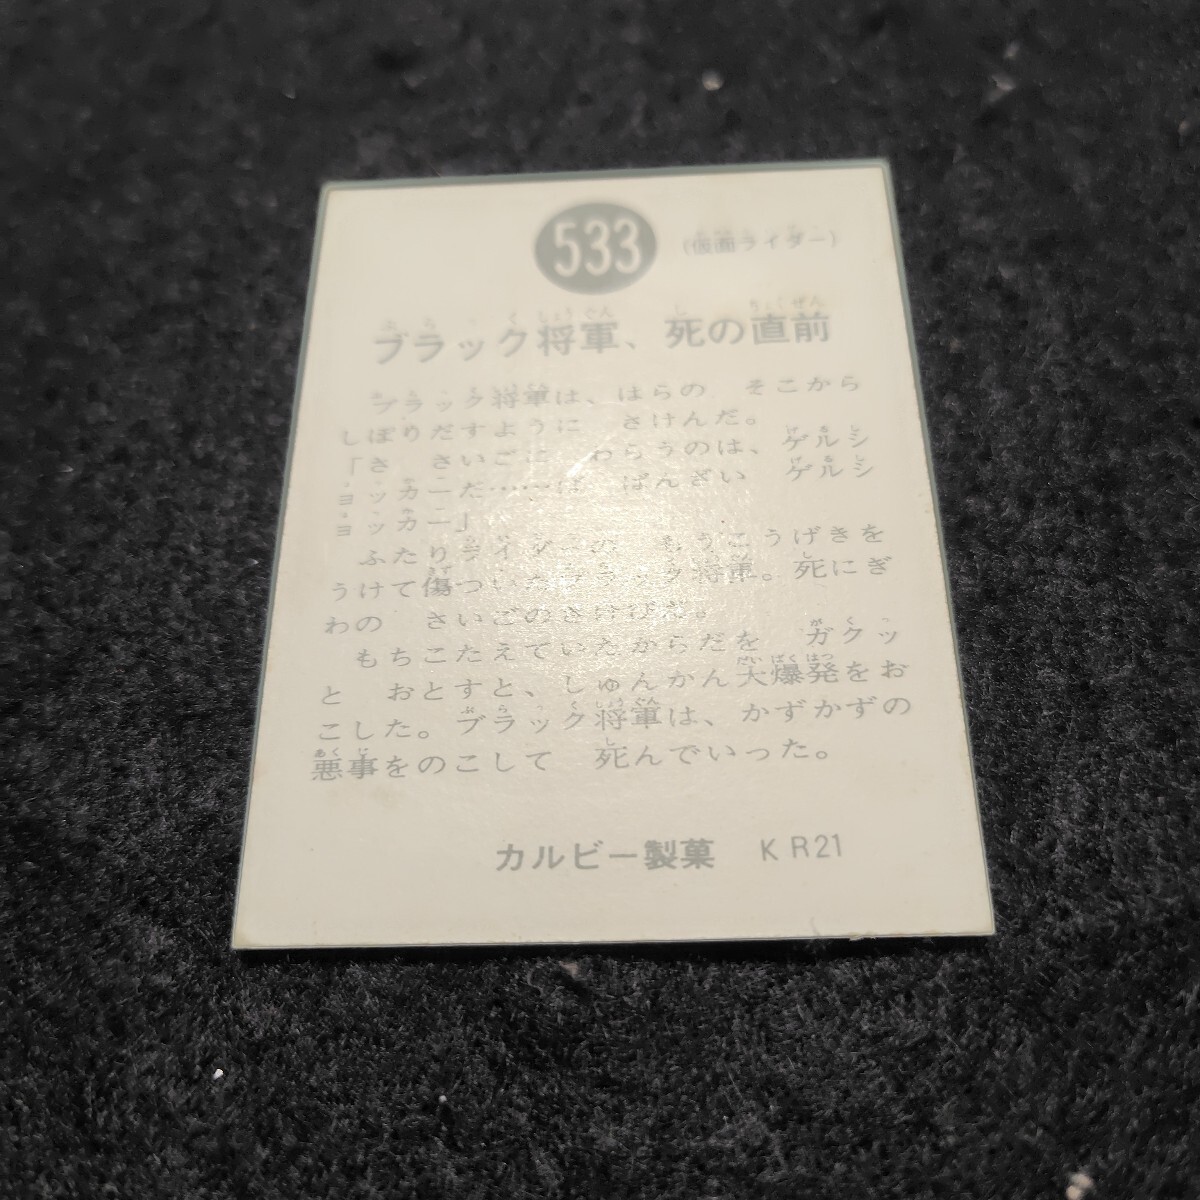 533 (仮面ライダー)
ブラック将軍、死の直前
ブラック将軍は、はらの そこから
しぼりだすように さけんだ。
「さ さいごに わらうのは、ゲルシ
ョッカーだ……ば ばんざい ゲルシ
ョッカー」
ふたりライダーの もうこうげきを
うけて傷ついたブラック将軍。死にぎ
わの さいごのさけびだ。
もちこたえていたからだを ガクッ
と おとすと、しゅんかん大爆発をお
こした。ブラック将軍は、かずかずの
悪事をのこして 死んでいった。
カルビー製菓 KR21